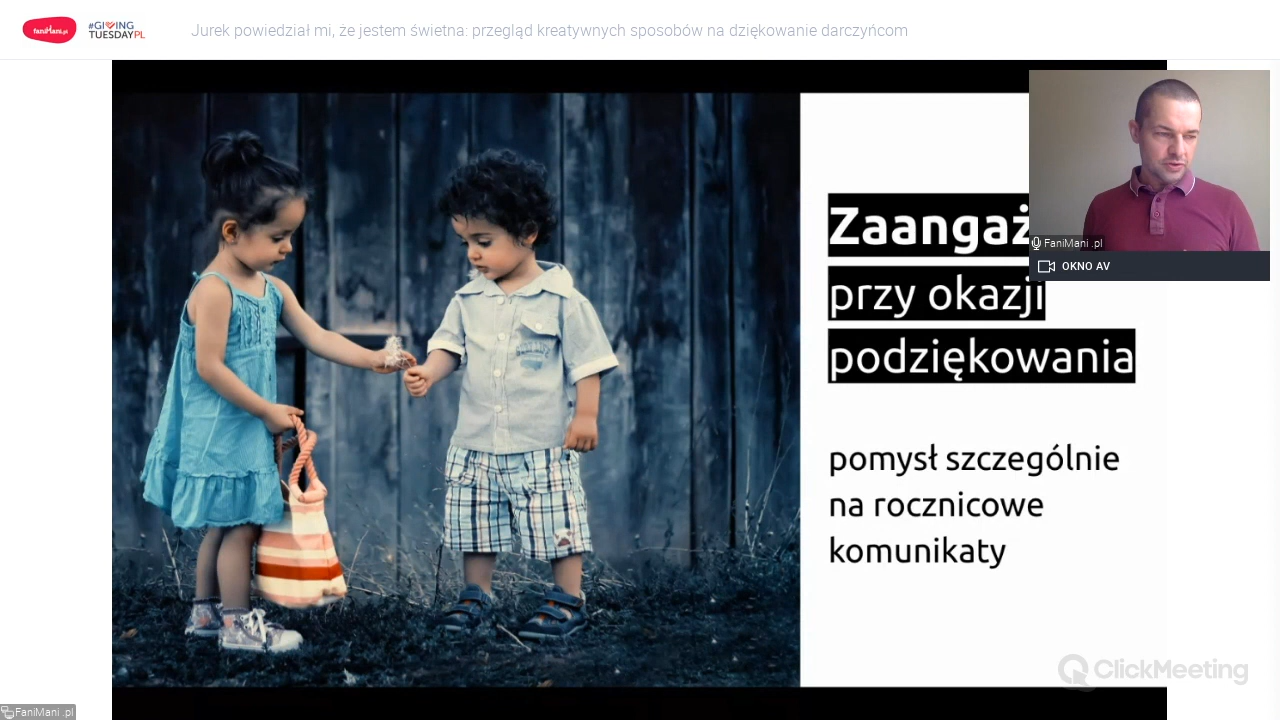 faniMani.pl
#GIVING
TUESDAYPL
Jurek powiedział mi, że jestem świetna: przegląd kreatywnych sposobów na dziękowanie darczyńcom
Zaangaż
przy okazji
podziękowania
pomysł szczególnie
na rocznicowe
komunikaty
FaniMani .pl
OKNO AV
ClickMeeting
FaniMani .pl